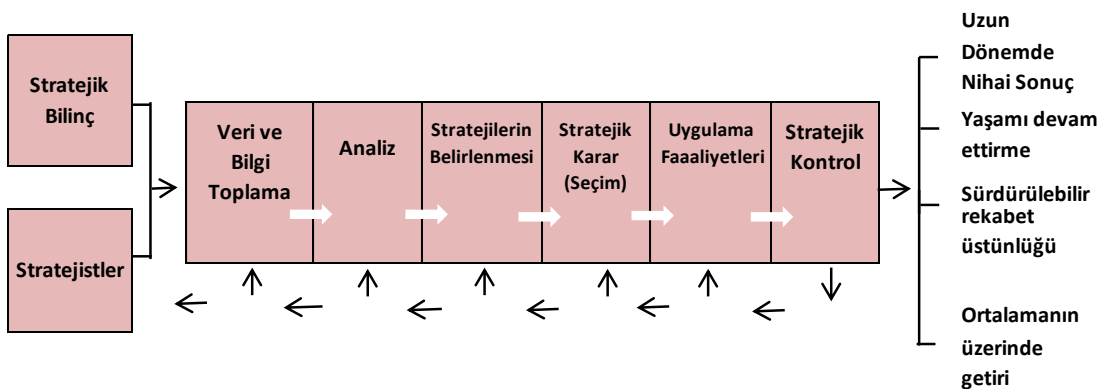 Stratejik
Bilinç
Stratejistler
Veri ve
Bilgi
Toplama
Analiz
Stratejilerin
Belirlenmesi
Stratejik
Karar
(Seçim)
Uygulama
Faaaliyetleri
Stratejik
Kontrol
Uzun
Dönemde
Nihai Sonuç
Yaşamı devam
ettirme
Sürdürülebilir
rekabet
üstünlüğü
Ortalamanın
üzerinde
getiri